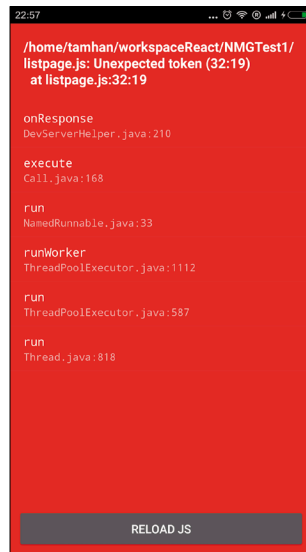 22:57
...
/home/tamhan/workspaceReact/NMGTest1/
listpage.js: Unexpected token (32:19)
at listpage.js:32:19
onResponse
DevServerHelper.java:210
execute
Call.java:168
run
NamedRunnable.java:33
runWorker
ThreadPoolExecutor.java:1112
run
ThreadPoolExecutor.java:587
run
Thread.java:818
RELOAD JS